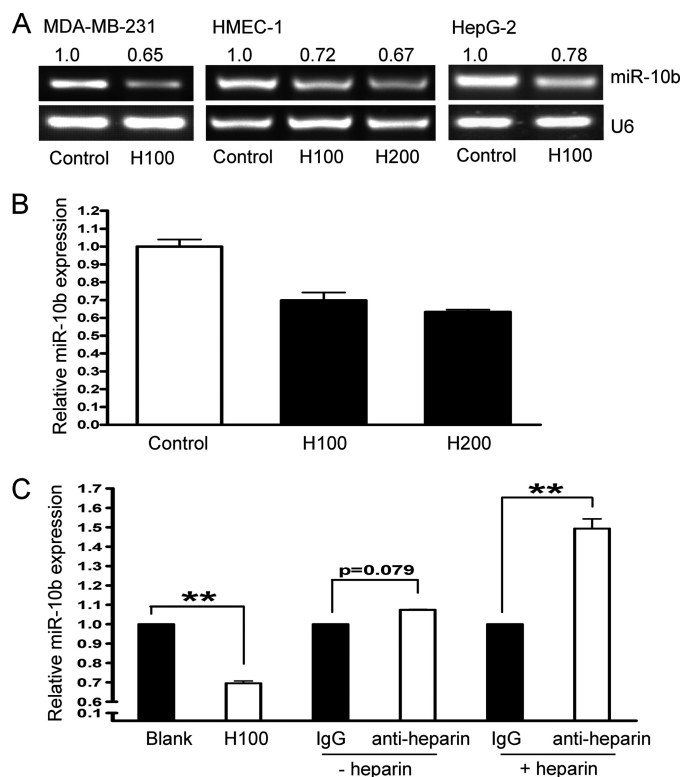 A
MDA-MB-231 HMEC-1 HepG-2
1.0 0.65 1.0 0.72 0.67 1.0 0.78
miR-10b
U6
Control H100 Control H100 H200 Control H100
B
Relative miR-10b expression
1.2
1.1
1.0
0.9
0.8
0.7
0.6
0.5
0.4
0.3
0.2
0.1
0.0
Control H100 H200
C
Relative miR-10b expression
1.7
1.6
1.5
1.4
1.3
1.2
1.1
1.0
0.9
0.8
0.7
0.6
0.1
**
p=0.079
**
Blank H100 IgG anti-heparin IgG anti-heparin
- heparin + heparin